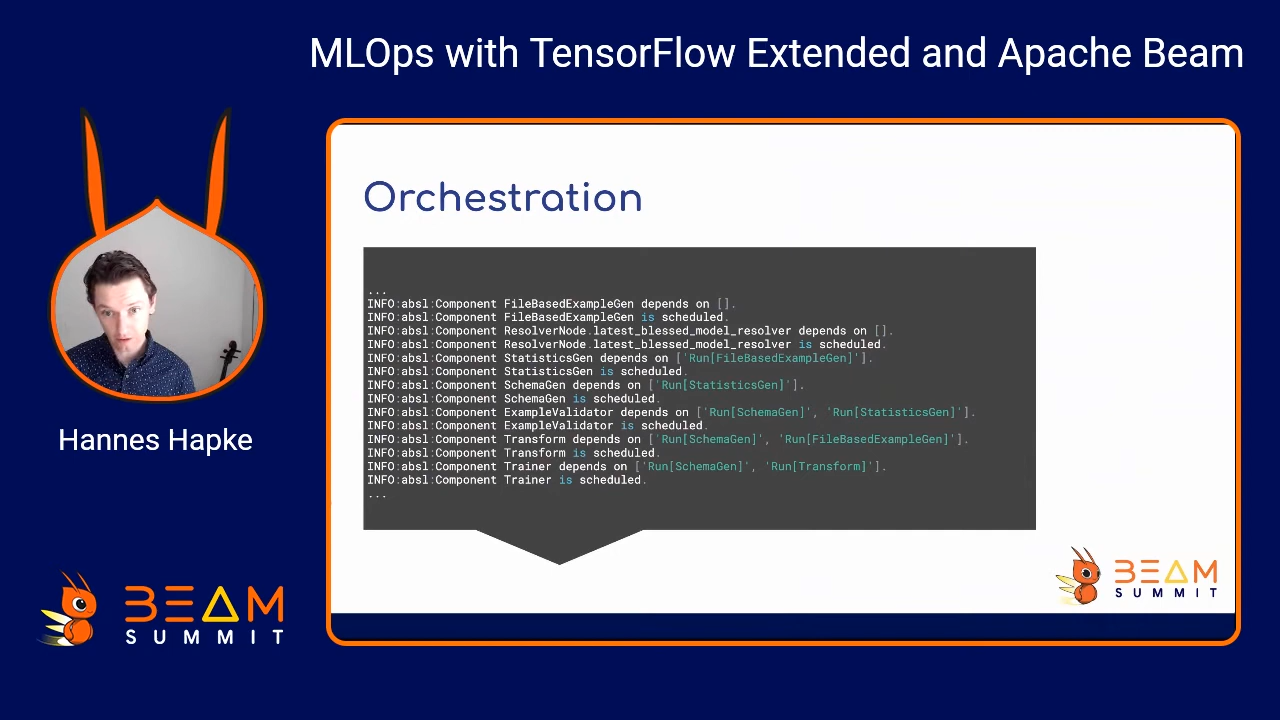 MLOps with TensorFlow Extended and Apache Beam
Orchestration
...
INFO:absl:Component FileBasedExampleGen depends on [].
INFO:absl:Component FileBasedExampleGen is scheduled.
INFO:absl:Component ResolverNode.latest_blessed_model_resolver depends on [].
INFO:absl:Component ResolverNode.latest_blessed_model_resolver is scheduled.
INFO:absl:Component StatisticsGen depends on ['Run[FileBasedExampleGen]'].
INFO:absl:Component StatisticsGen is scheduled.
INFO:absl:Component SchemaGen depends on ['Run[StatisticsGen]'].
INFO:absl:Component SchemaGen is scheduled.
INFO:absl:Component ExampleValidator depends on ['Run[SchemaGen]', 'Run[StatisticsGen]'].
INFO:absl:Component ExampleValidator is scheduled.
INFO:absl:Component Transform depends on ['Run[SchemaGen]', 'Run[FileBasedExampleGen]'].
INFO:absl:Component Transform is scheduled.
INFO:absl:Component Trainer depends on ['Run[SchemaGen]', 'Run[Transform]'].
INFO:absl:Component Trainer is scheduled.
...
Hannes Hapke
BEAM
SUMMIT
BEAM
SUMMIT